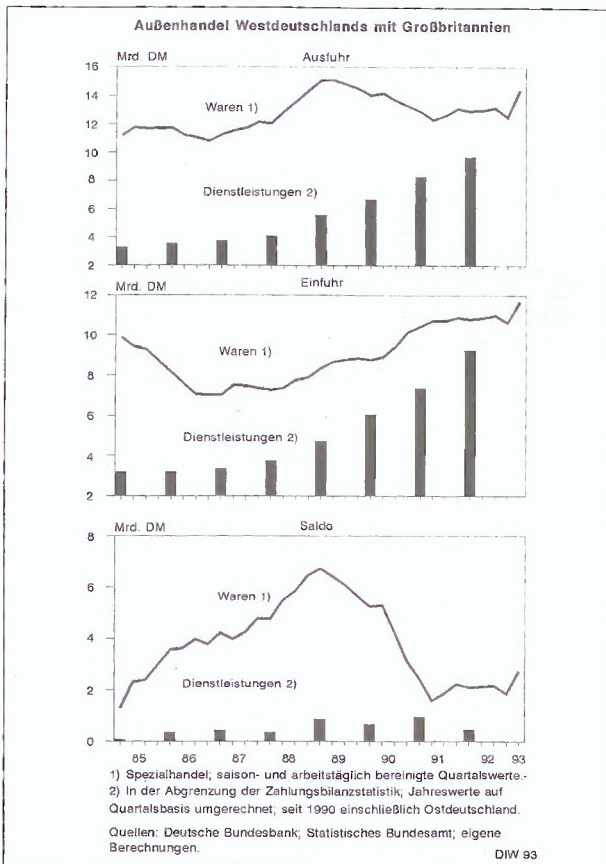 Außenhandel Westdeutschlands mit Großbritannien
Mrd. DM Ausfuhr
16
14
Waren 1)
12
10
8
Dienstleistungen 2)
6
4
2
Mrd. DM Einfuhr
12
10
Waren 1)
8
6
Dienstleistungen 2)
4
2
Mrd. DM Saldo
8
6
Waren 1)
4
Dienstleistungen 2)
2
0
85 86 87 88 89 90 91 92 93
1) Spezialhandel; saison- und arbeitstäglich bereinigte Quartalswerte.-
2) In der Abgrenzung der Zahlungsbilanzstatistik; Jahreswerte auf
Quartalsbasis umgerechnet; seit 1990 einschließlich Ostdeutschland.
Quellen: Deutsche Bundesbank; Statistisches Bundesamt; eigene
Berechnungen.
DIW 93